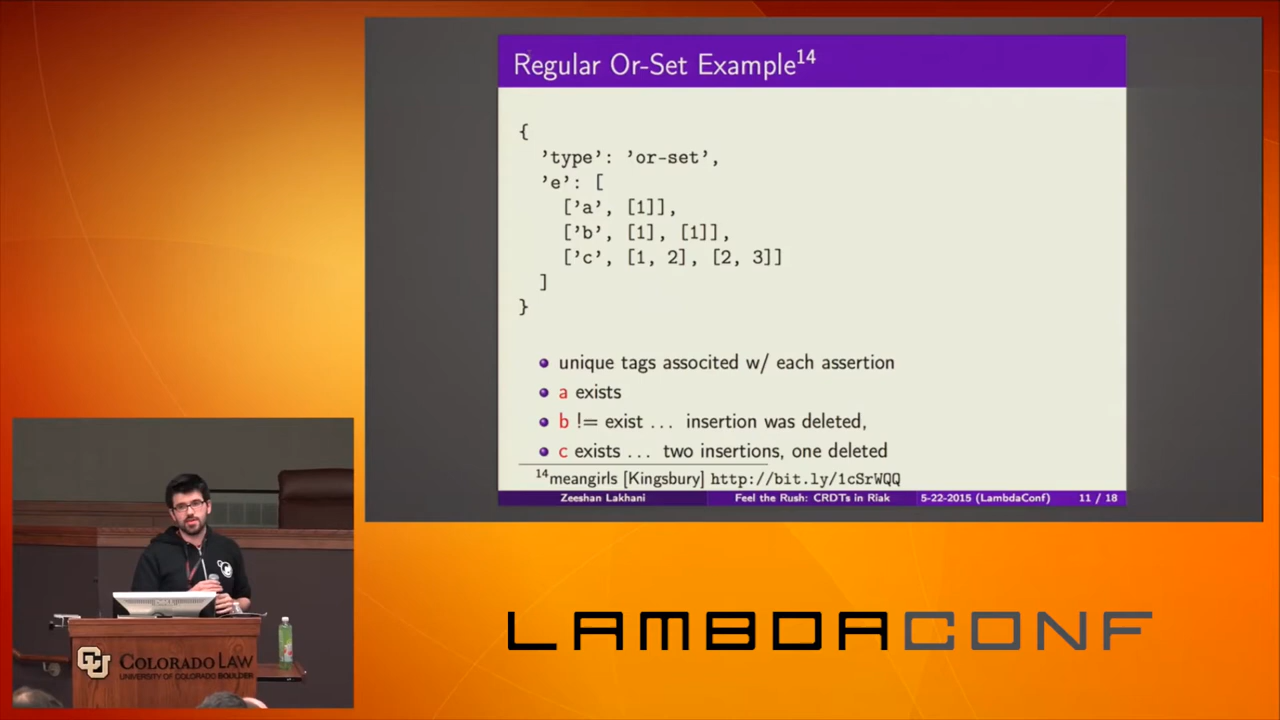 Regular Or-Set Example14
{
'type': 'or-set',
'e': [
['a', [1]],
['b', [1], [1]],
['c', [1, 2], [2, 3]]
]
}
unique tags associted w/ each assertion
a exists
b != exist ... insertion was deleted,
c exists ... two insertions, one deleted
14meangirls [Kingsbury] http://bit.ly/1cSrWQQ
Zeeshan Lakhani Feel the Rush: CRDTs in Riak 5-22-2015 (LambdaConf) 11 / 18
CU COLORADO LAW
UNIVERSITY OF COLORADO BOULDER
LAMBDACONF